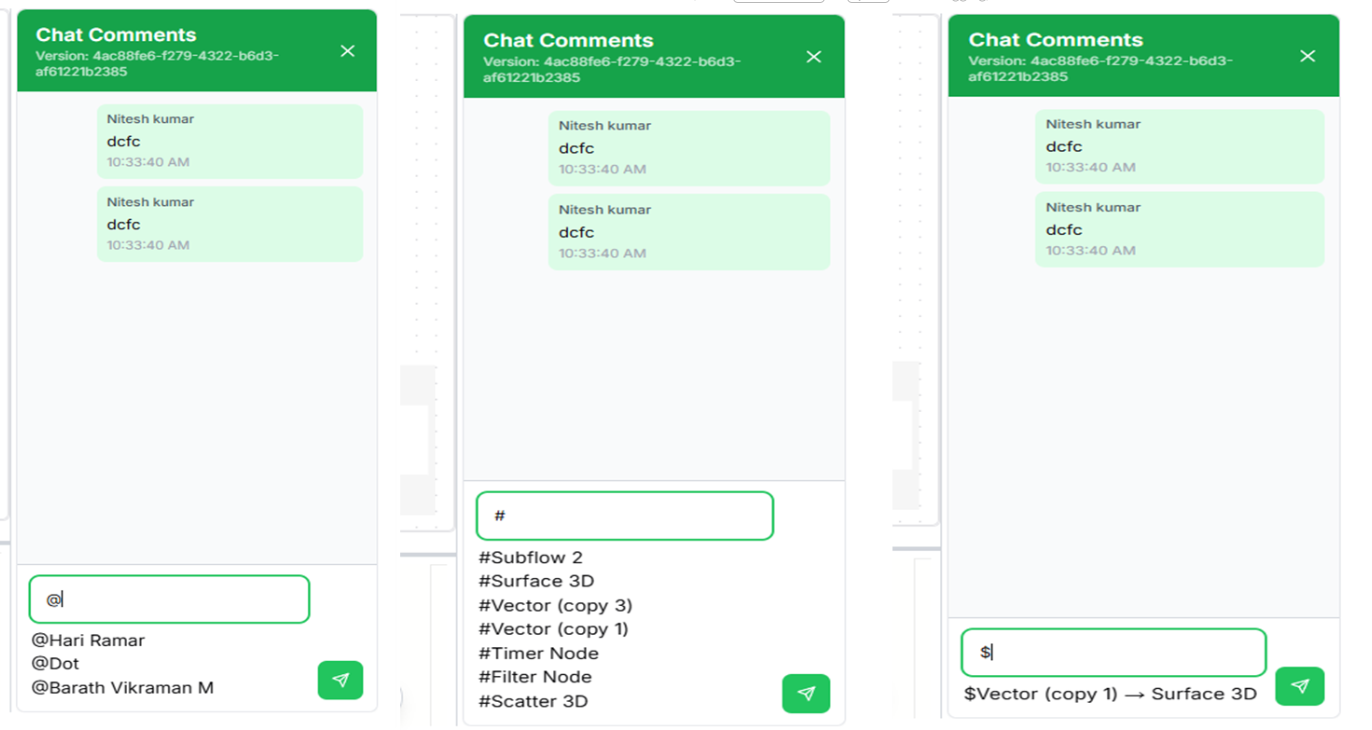 Chat Comments
Version: 4ac88fe6-f279-4322-b6d3-
af61221b2385
Nitesh kumar
dcfc
10:33:40 AM
Nitesh kumar
dcfc
10:33:40 AM
@
@Hari Ramar
@Dot
@Barath Vikraman M
Chat Comments
Version: 4ac88fe6-f279-4322-b6d3-
af61221b2385
Nitesh kumar
dcfc
10:33:40 AM
Nitesh kumar
dcfc
10:33:40 AM
#
#Subflow 2
#Surface 3D
#Vector (copy 3)
#Vector (copy 1)
#Timer Node
#Filter Node
#Scatter 3D
Chat Comments
Version: 4ac88fe6-f279-4322-b6d3-
af61221b2385
Nitesh kumar
dcfc
10:33:40 AM
Nitesh kumar
dcfc
10:33:40 AM
$
$Vector (copy 1) → Surface 3D